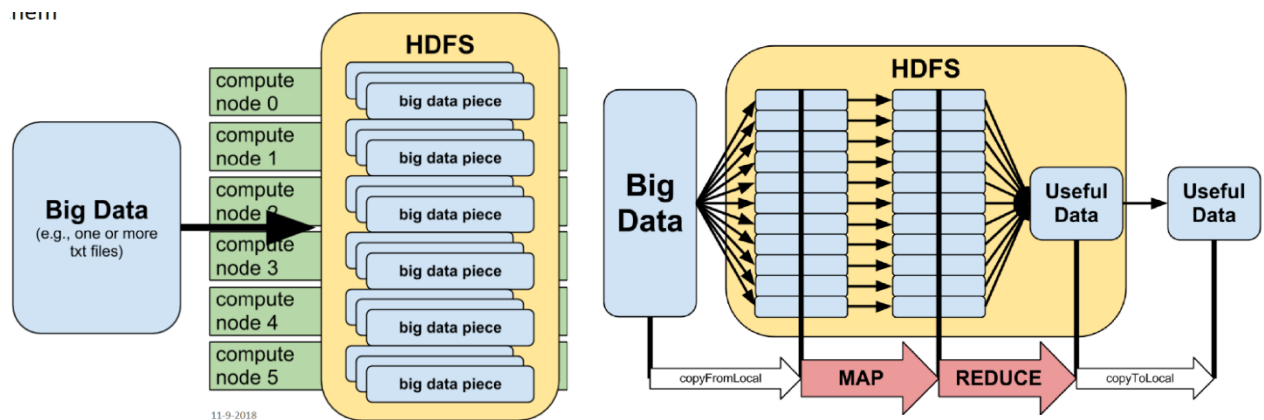 HDFS
compute
node 0
big data piece
compute
node 1
big data piece
Big Data
(e.g., one or more
txt files)
compute
node 2
big data piece
compute
node 3
big data piece
compute
node 4
big data piece
compute
node 5
big data piece
11-9-2018
HDFS
Big
Data
Useful
Data
Useful
Data
copyFromLocal
MAP
REDUCE
copyToLocal